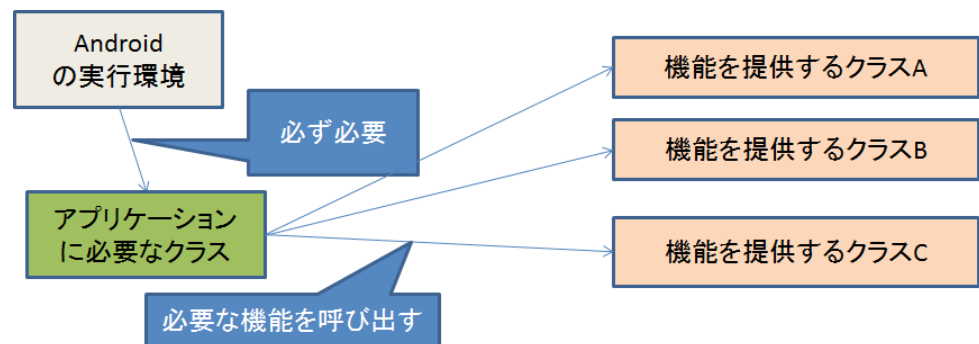 Android
の実行環境
必ず必要
アプリケーション
に必要なクラス
必要な機能を呼び出す
機能を提供するクラスA
機能を提供するクラスB
機能を提供するクラスC